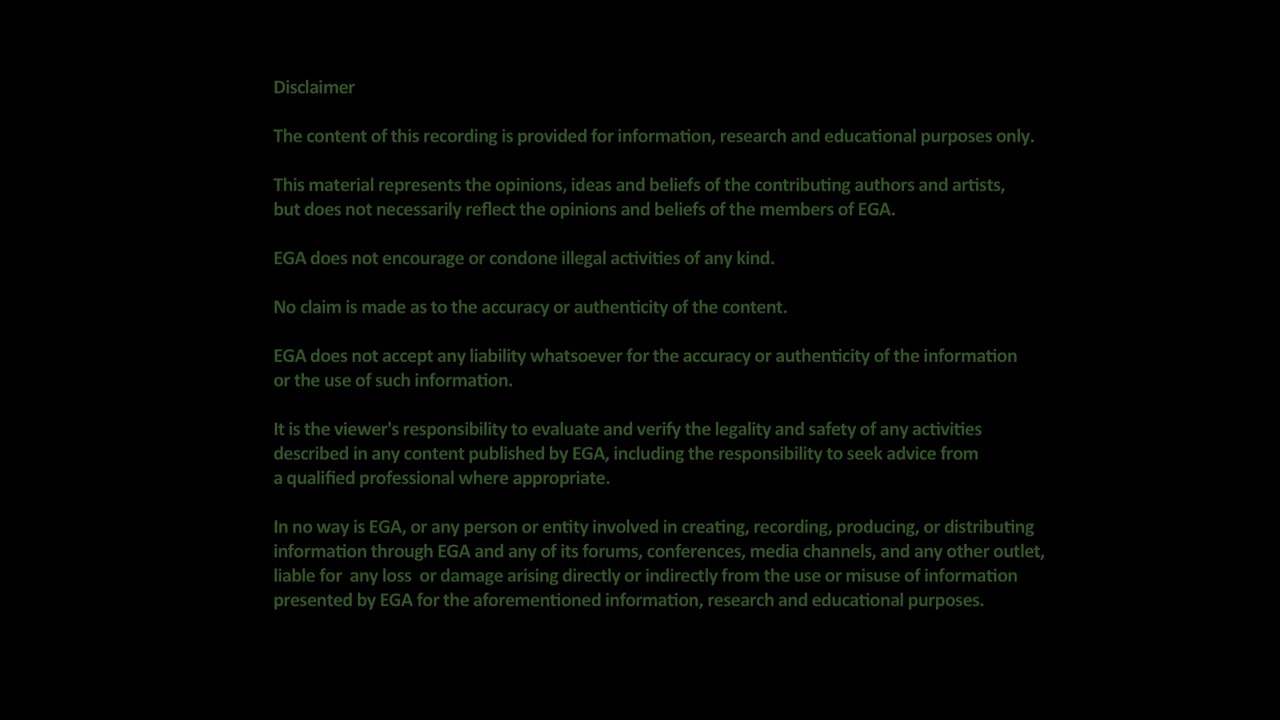 Disclaimer
The content of this recording is provided for information, research and educational purposes only.
This material represents the opinions, ideas and beliefs of the contributing authors and artists,
but does not necessarily reflect the opinions and beliefs of the members of EGA.
EGA does not encourage or condone illegal activities of any kind.
No claim is made as to the accuracy or authenticity of the content.
EGA does not accept any liability whatsoever for the accuracy or authenticity of the information
or the use of such information.
It is the viewer's responsibility to evaluate and verify the legality and safety of any activities
described in any content published by EGA, including the responsibility to seek advice from
a qualified professional where appropriate.
In no way is EGA, or any person or entity involved in creating, recording, producing, or distributing
information through EGA and any of its forums, conferences, media channels, and any other outlet,
liable for  any loss  or damage arising directly or indirectly from the use or misuse of information
presented by EGA for the aforementioned information, research and educational purposes.